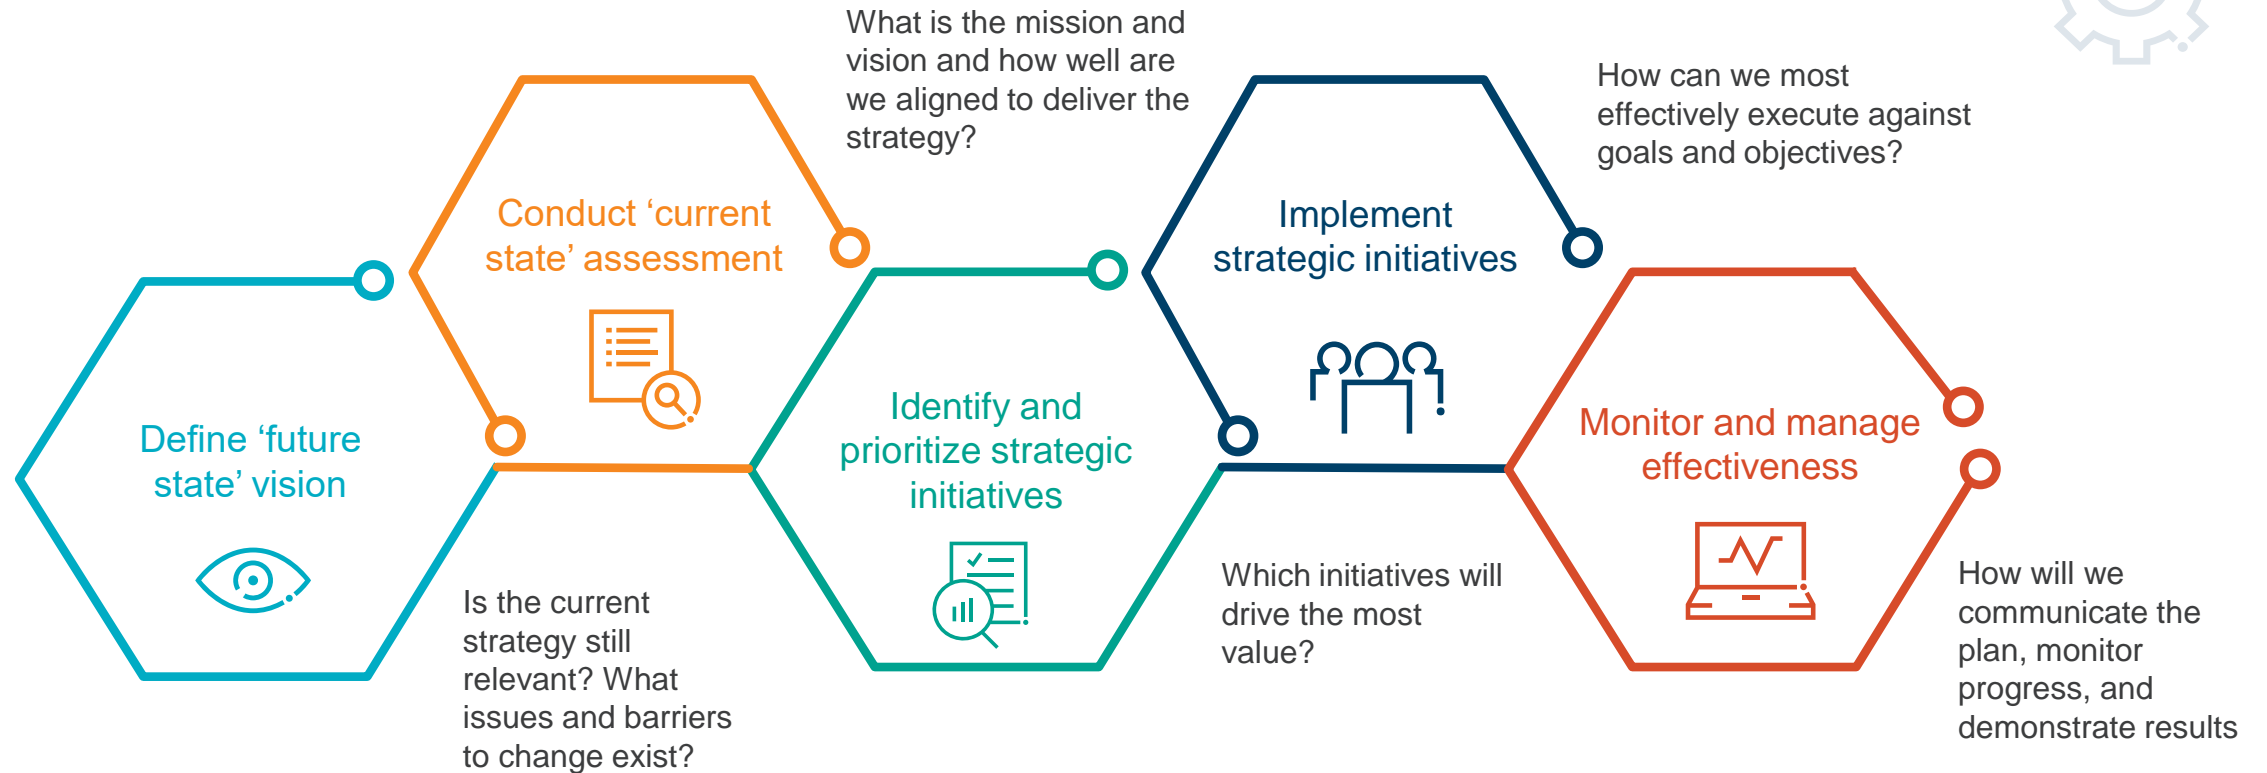 Define ‘future
state’ vision
Is the current
strategy still
relevant? What
issues and barriers
to change exist?
Conduct ‘current
state’ assessment
What is the mission and
vision and how well are
we aligned to deliver the
strategy?
Identify and
prioritize strategic
initiatives
Which initiatives will
drive the most
value?
Implement
strategic initiatives
How can we most
effectively execute against
goals and objectives?
Monitor and manage
effectiveness
How will we
communicate the
plan, monitor
progress, and
demonstrate results